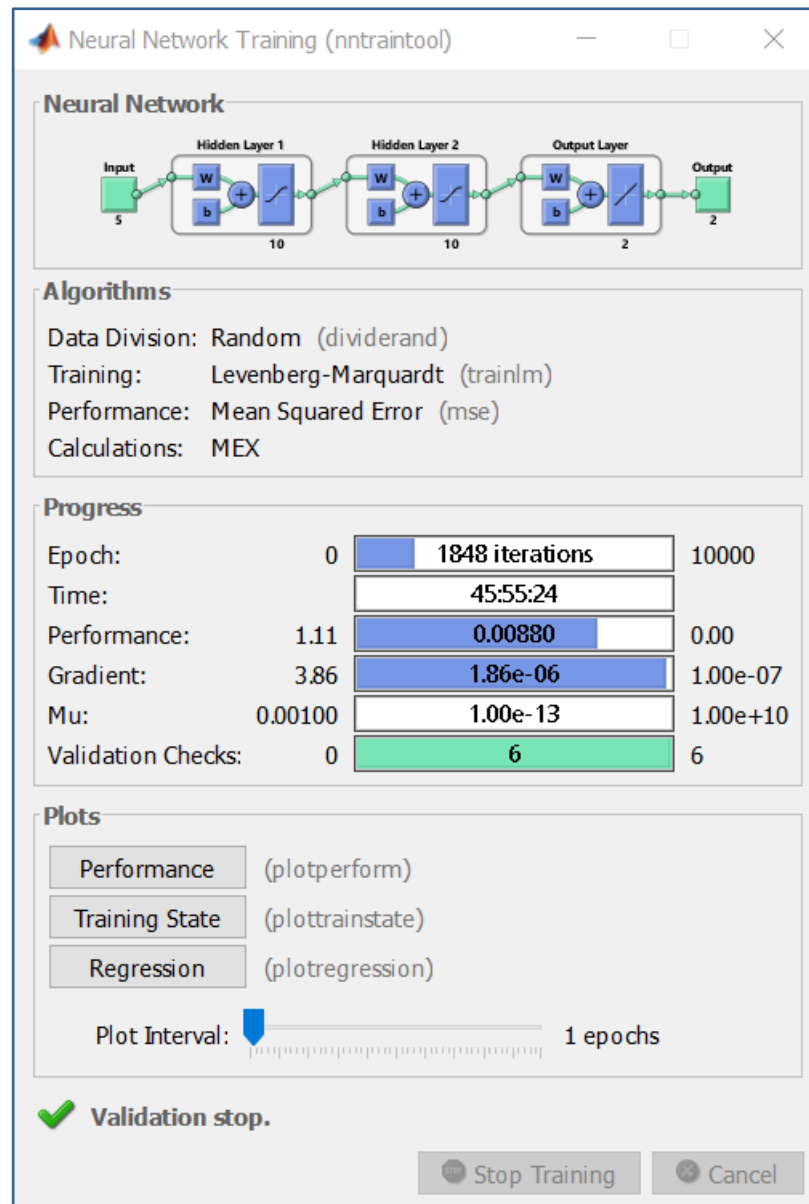 Neural Network Training (nntraintool)
Neural Network
Hidden Layer 1 Hidden Layer 2 Output Layer
Input Output
W W W
+ + +
b b b
5 10 10 2 2
Algorithms
Data Division: Random (dividerand)
Training: Levenberg-Marquardt (trainlm)
Performance: Mean Squared Error (mse)
Calculations: MEX
Progress
Epoch: 0 1848 iterations 10000
Time: 45:55:24
Performance: 1.11 0.00880 0.00
Gradient: 3.86 1.86e-06 1.00e-07
Mu: 0.00100 1.00e-13 1.00e+10
Validation Checks: 0 6 6
Plots
Performance (plotperform)
Training State (plottrainstate)
Regression (plotregression)
Plot Interval: 1 epochs
Validation stop.
STOP Stop Training Cancel